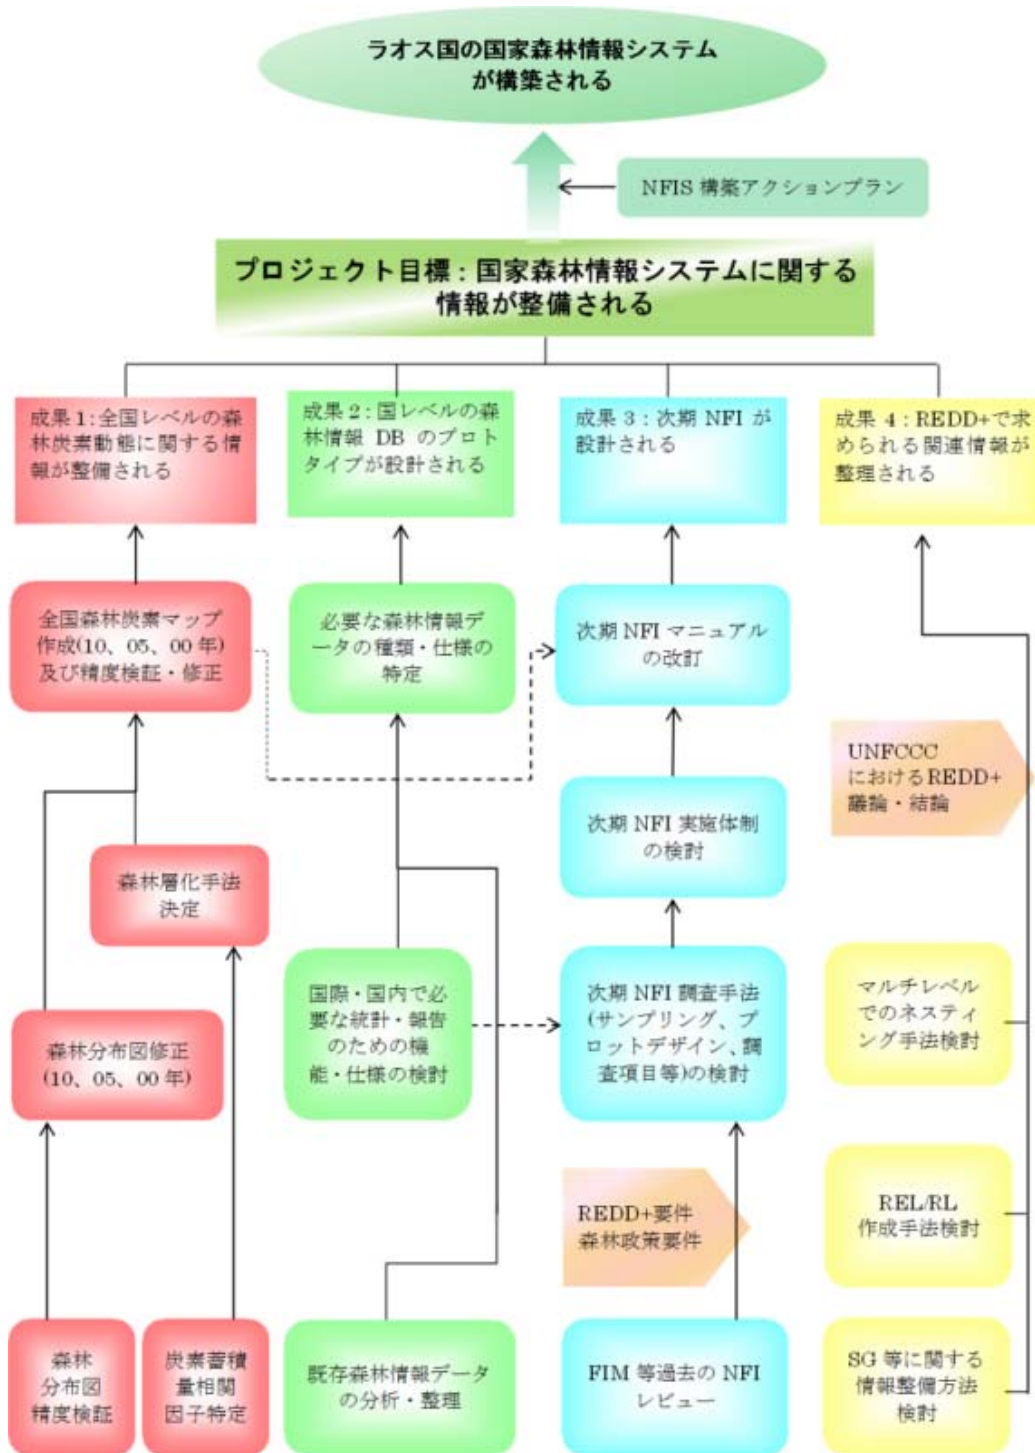 ラオス国の国家森林情報システム
が構築される
NFIS 構築アクションプラン
プロジェクト目標：国家森林情報システムに関する
情報が整備される
成果 1：全国レベルの森
林炭素動態に関する情
報が整備される
成果 2：国レベルの森
林情報 DB のプロト
タイプが設計される
成果 3：次期 NFI が
設計される
成果 4：REDD+で求
められる関連情報が
整理される
全国森林炭素マップ
作成(10、05、00 年)
及び精度検証・修正
必要な森林情報デ
ータの種類・仕様の
特定
次期 NFI マニュアル
の改訂
UNFCCC
におけるREDD+
議論・結論
次期 NFI 実施体制
の検討
森林層化手法
決定
国際・国内で必
要な統計・報告
のための機
能・仕様の検討
次期 NFI 調査手法
(サンプリング、プ
ロットデザイン、調
査項目等)の検討
マルチレベル
でのネスティ
ング手法検討
森林分布図修正
(10、05、00 年)
REDD+要件
森林政策要件
REL/RL
作成手法検討
森林
分布図
精度検証
炭素蓄積
量相関
因子特定
既存森林情報データ
の分析・整理
FIM 等過去の NFI
レビュー
SG 等に関する
情報整備方法
検討